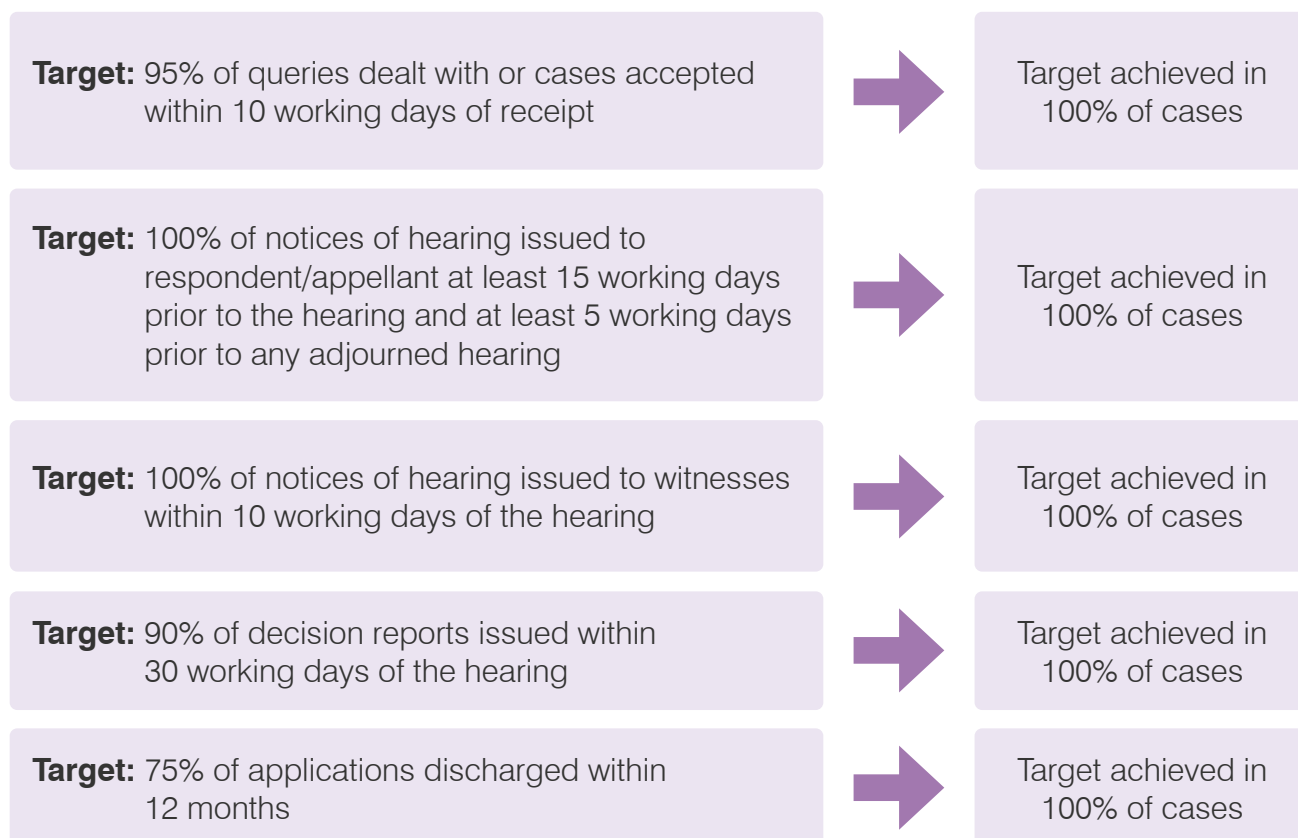 Target: 95% of queries dealt with or cases accepted
within 10 working days of receipt
Target achieved in
100% of cases
Target: 100% of notices of hearing issued to
respondent/appellant at least 15 working days
prior to the hearing and at least 5 working days
prior to any adjourned hearing
Target achieved in
100% of cases
Target: 100% of notices of hearing issued to witnesses
within 10 working days of the hearing
Target achieved in
100% of cases
Target: 90% of decision reports issued within
30 working days of the hearing
Target achieved in
100% of cases
Target: 75% of applications discharged within
12 months
Target achieved in
100% of cases